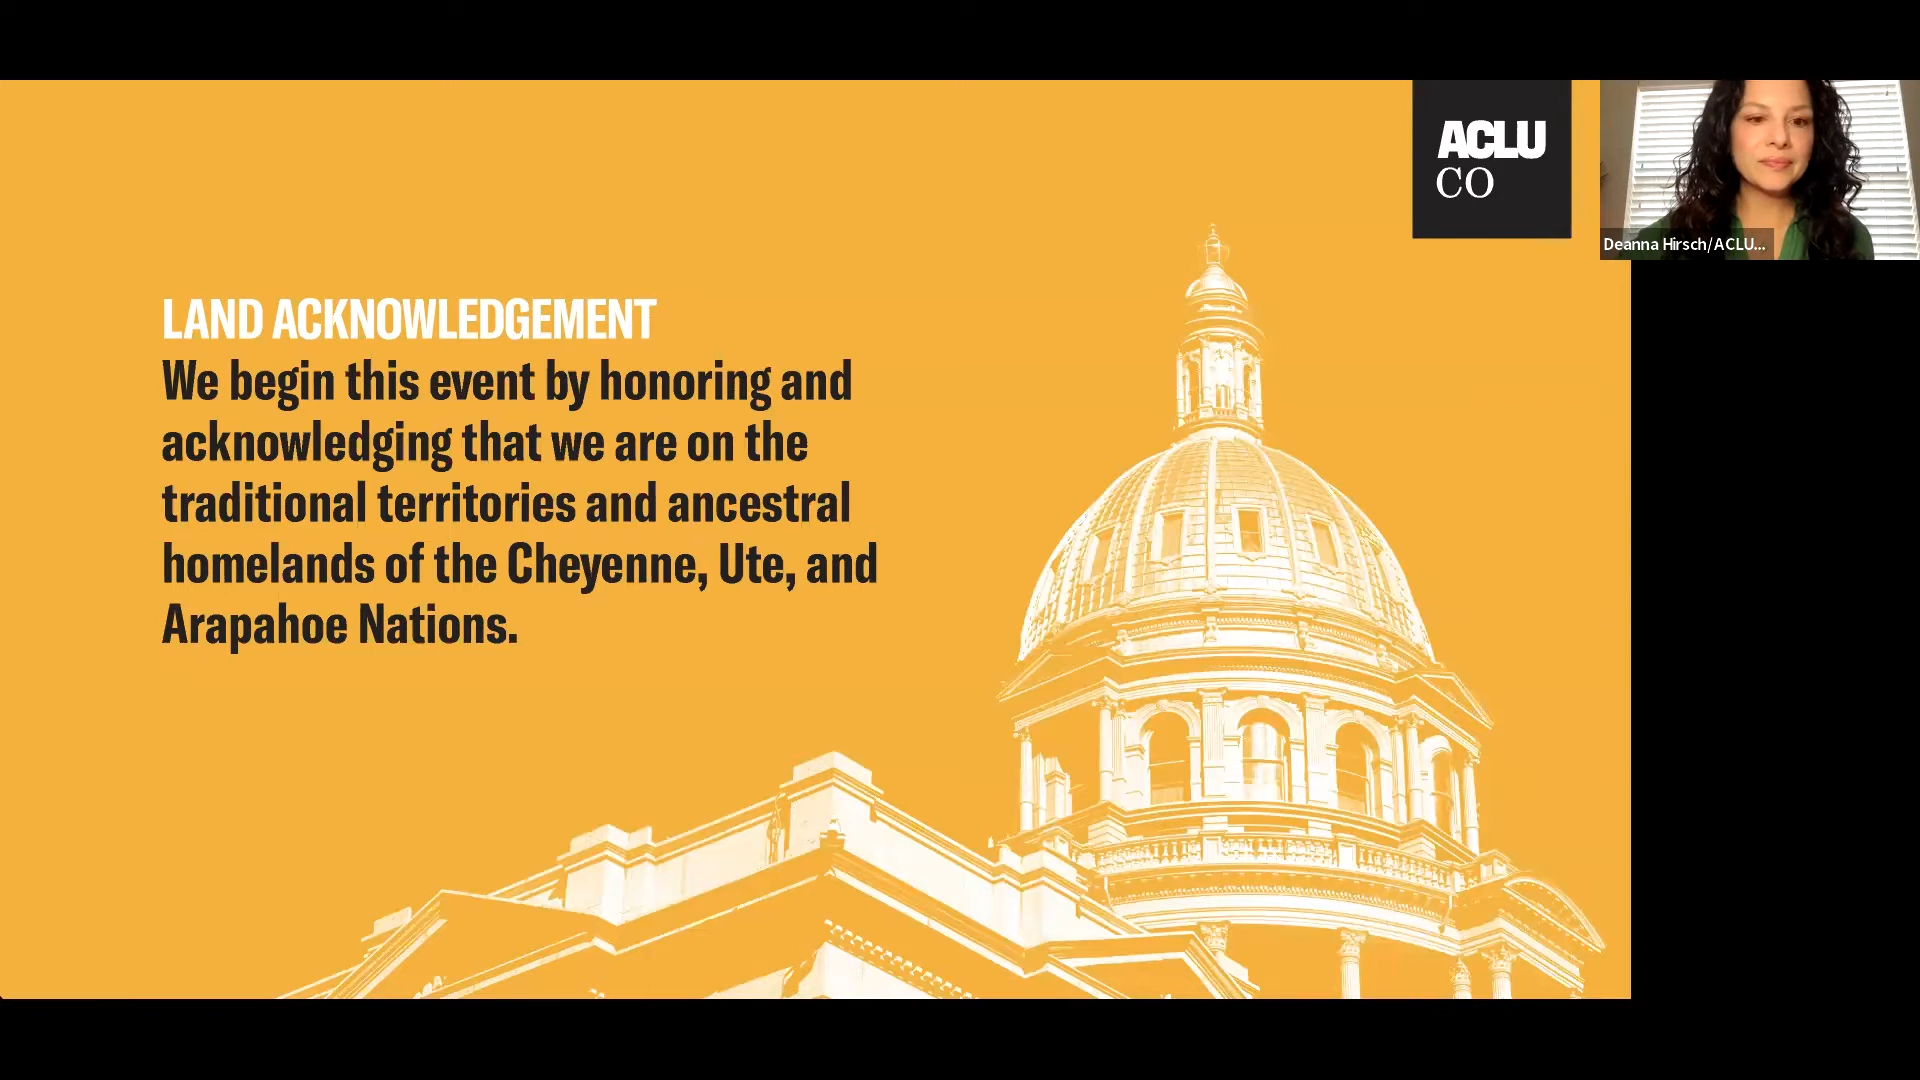 ACLU
CO
Deanna Hirsch/ACLU...
LAND ACKNOWLEDGEMENT
We begin this event by honoring and
acknowledging that we are on the
traditional territories and ancestral
homelands of the Cheyenne, Ute, and
Arapahoe Nations.